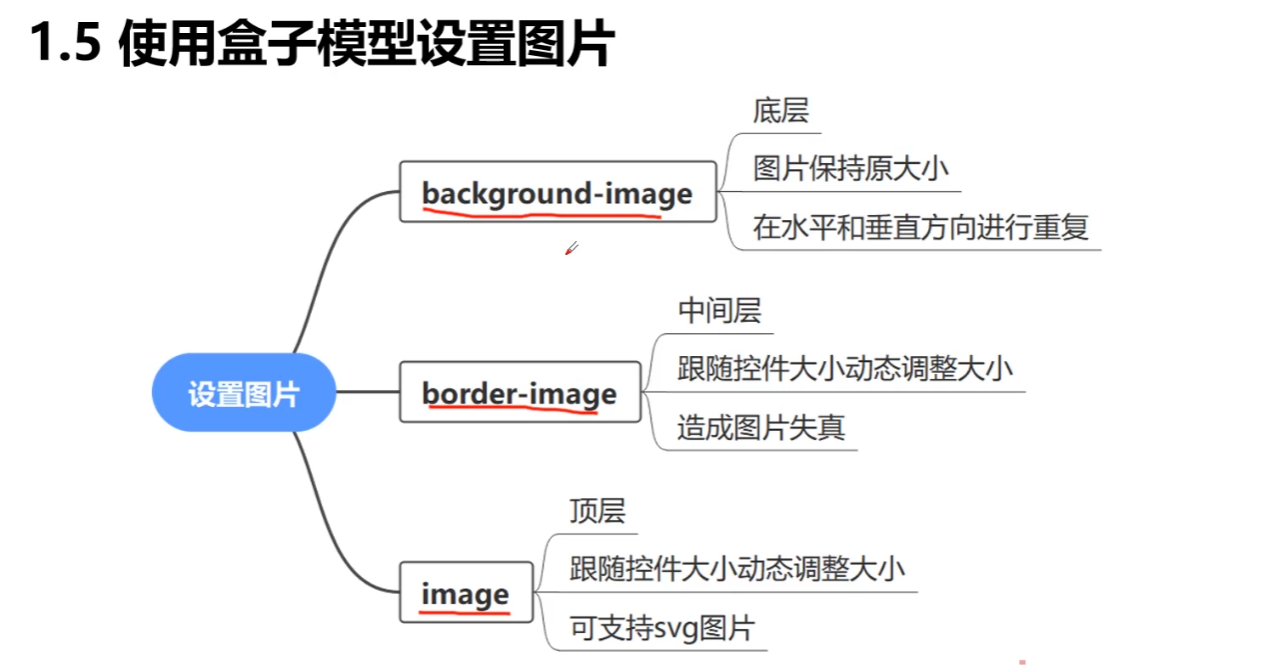 1.5 使用盒子模型设置图片
底层
图片保持原大小
background-image
在水平和垂直方向进行重复
中间层
跟随控件大小动态调整大小
设置图片
border-image
造成图片失真
顶层
跟随控件大小动态调整大小
image
可支持svg图片